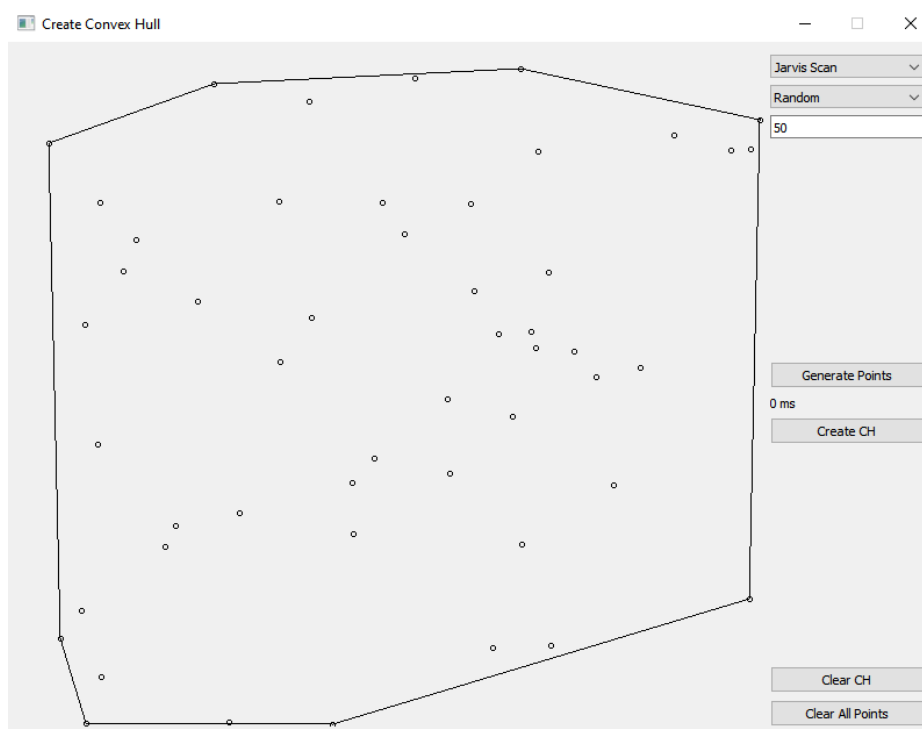 Create Convex Hull
Jarvis Scan
Random
50
Generate Points
0 ms
Create CH
Clear CH
Clear All Points